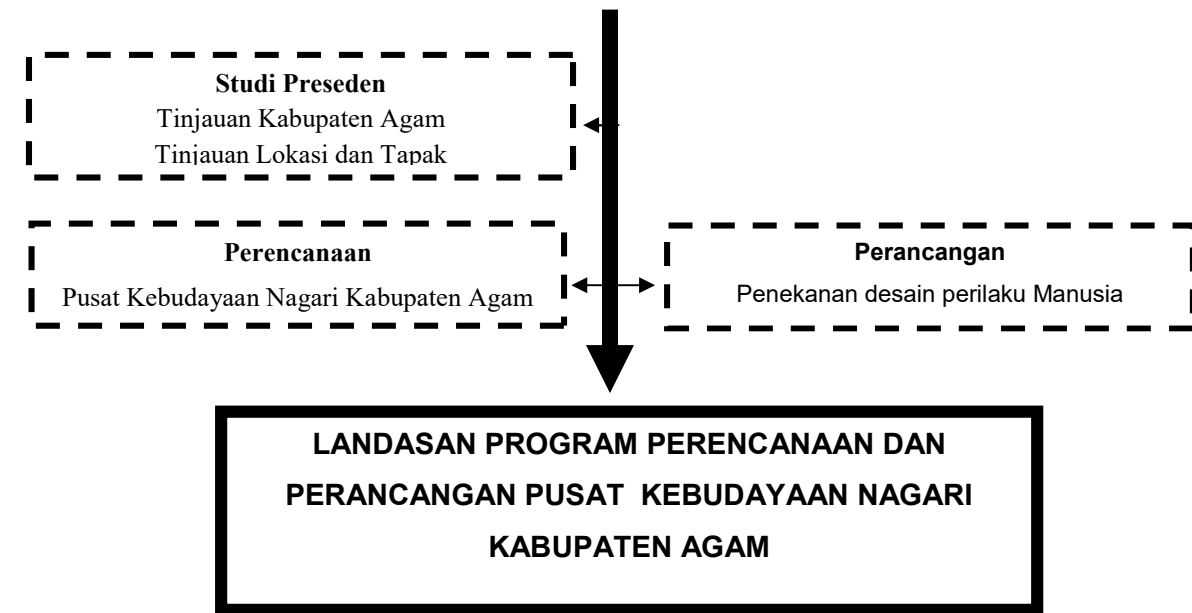 Studi Preseden
Tinjauan Kabupaten Agam
Tinjauan Lokasi dan Tapak
Perencanaan
Pusat Kebudayaan Nagari Kabupaten Agam
Perancangan
Penekanan desain perilaku Manusia
LANDASAN PROGRAM PERENCANAAN DAN
PERANCANGAN PUSAT KEBUDAYAAN NAGARI
KABUPATEN AGAM